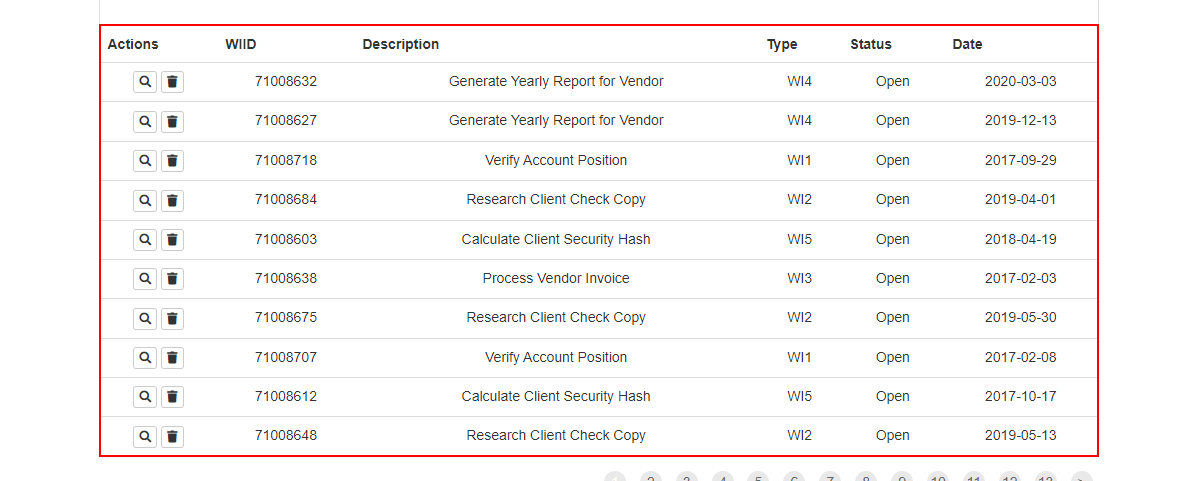 Actions WIID Description Type Status Date
71008632 Generate Yearly Report for Vendor WI4 Open 2020-03-03
71008627 Generate Yearly Report for Vendor WI4 Open 2019-12-13
71008718 Verify Account Position WI1 Open 2017-09-29
71008684 Research Client Check Copy WI2 Open 2019-04-01
71008603 Calculate Client Security Hash WI5 Open 2018-04-19
71008638 Process Vendor Invoice WI3 Open 2017-02-03
71008675 Research Client Check Copy WI2 Open 2019-05-30
71008707 Verify Account Position WI1 Open 2017-02-08
71008612 Calculate Client Security Hash WI5 Open 2017-10-17
71008648 Research Client Check Copy WI2 Open 2019-05-13
1 2 3 4 5 6 7 8 9 10 11 12 13 >